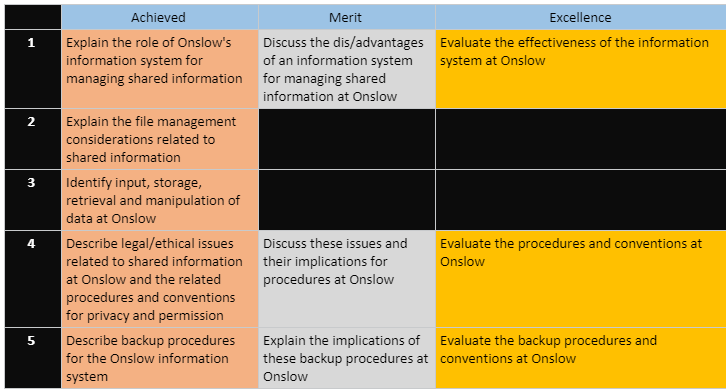 Achieved Merit Excellence
1 Explain the role of Onslow's Discuss the dis/advantages Evaluate the effectiveness of the information
information system for of an information system system at Onslow
managing shared information for managing shared
information at Onslow
2 Explain the file management
considerations related to
shared information
3 Identify input, storage,
retrieval and manipulation of
data at Onslow
4 Describe legal/ethical issues Discuss these issues and Evaluate the procedures and conventions at
related to shared information their implications for Onslow
at Onslow and the related procedures at Onslow
procedures and conventions
for privacy and permission
5 Describe backup procedures Explain the implications of Evaluate the backup procedures and
for the Onslow information these backup procedures at conventions at Onslow
system Onslow